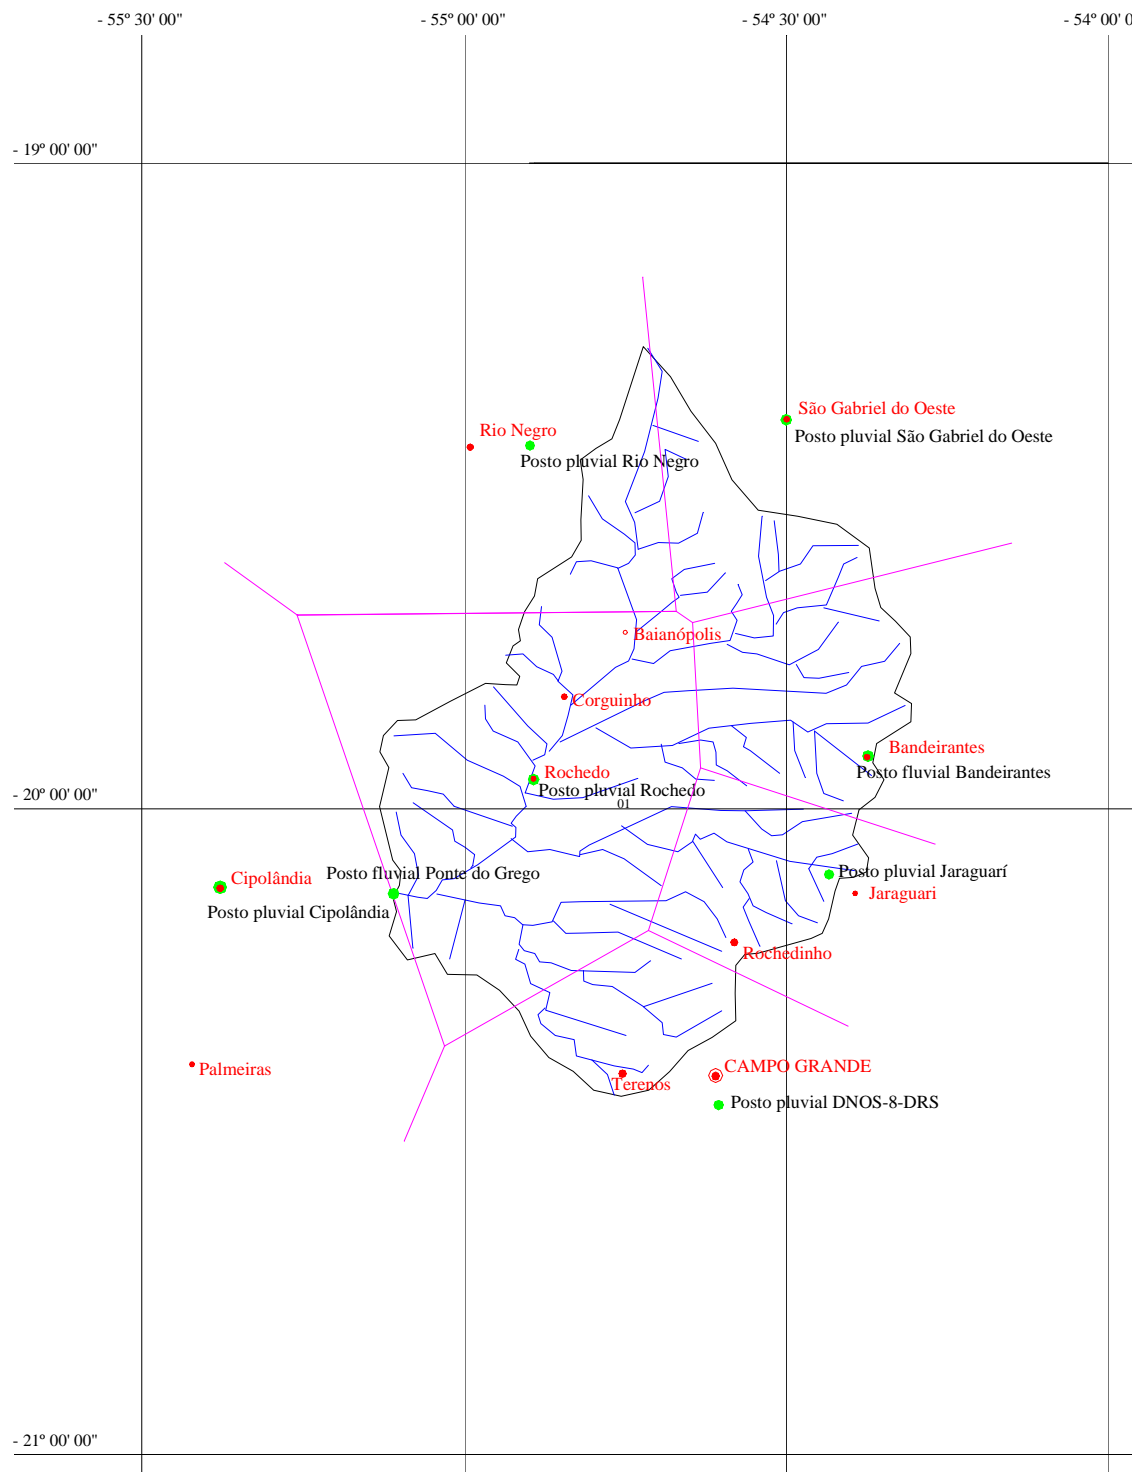 - 55º 30' 00"
- 55º 00' 00"
- 54º 30' 00"
- 54º 00'
- 19º 00' 00"
São Gabriel do Oeste
Rio Negro
Posto pluvial São Gabriel do Oeste
Posto pluvial Rio Negro
Baianópolis
Corguinho
Bandeirantes
Rochedo
Posto fluvial Bandeirantes
Posto pluvial Rochedo
01
- 20º 00' 00"
Posto fluvial Ponte do Grego
Posto pluvial Jaraguarí
Cipolândia
Jaraguari
Posto pluvial Cipolândia
Rochedinho
Palmeiras
CAMPO GRANDE
Terenos
Posto pluvial DNOS-8-DRS
- 21º 00' 00"